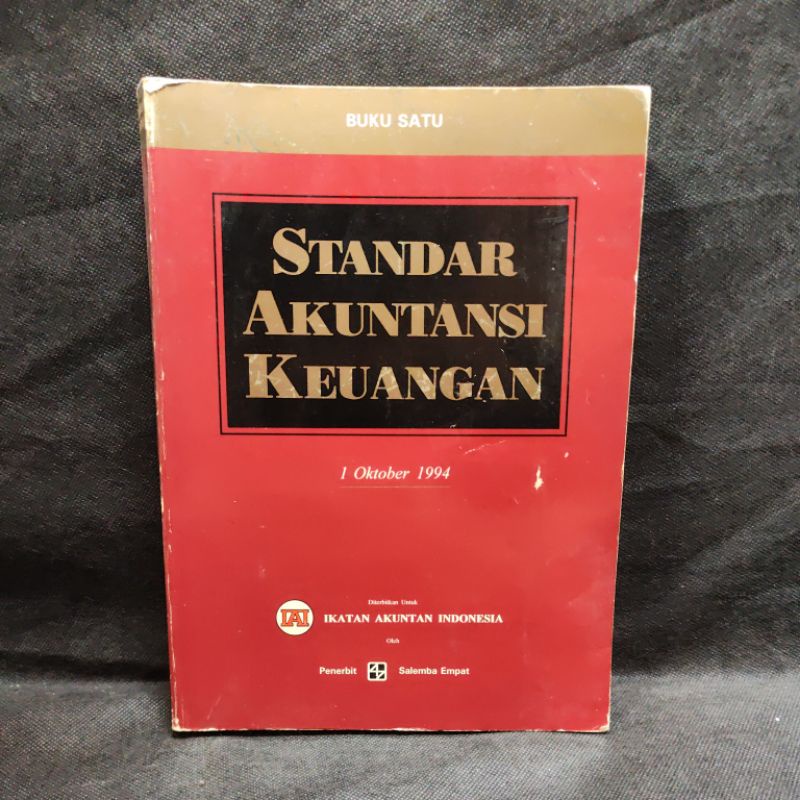 BUKU SATU
STANDAR
AKUNTANSI
KEUANGAN
1 Oktober 1994
Diterbitkan Untuk
IAI
IKATAN AKUNTAN INDONESIA
Oleh
Penerbit Salemba Empat